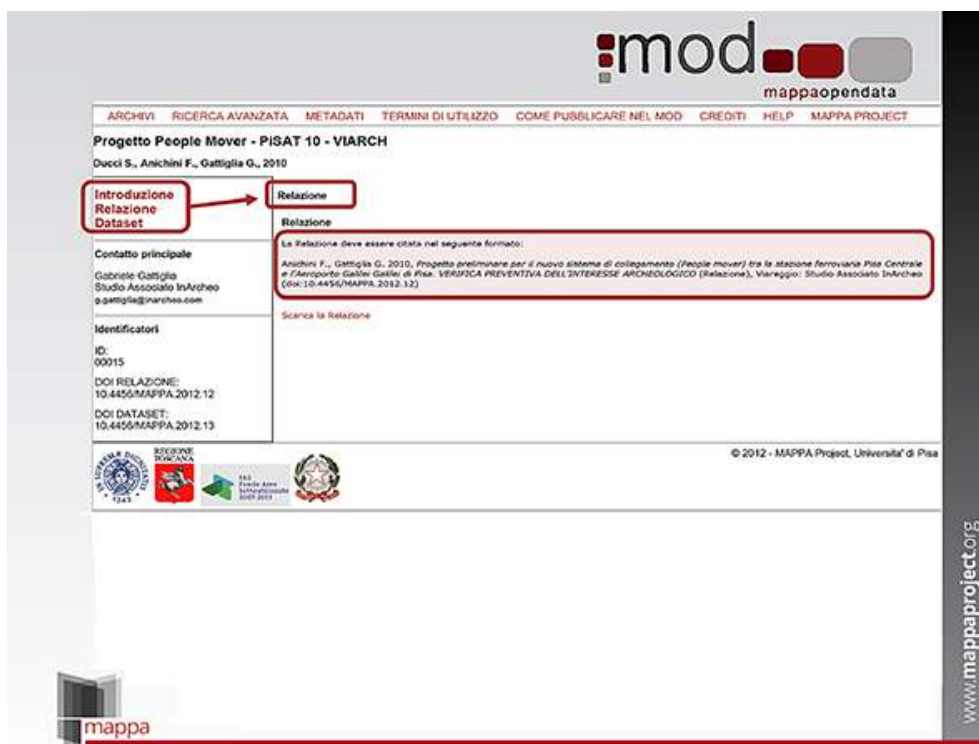 mod
mappaopendata
ARCHIVI RICERCA AVANZATA METADATI TERMINI DI UTILIZZO COME PUBBLICARE NEL MOD CREDITI HELP MAPPA PROJECT
Progetto People Mover - PiSAT 10 - VIARCH
Ducci S., Anichini F., Gattiglia G., 2010
Introduzione
Relazione
Dataset
Contatto principale
Gabriele Gattiglia
Studio Associato InArcheo
g.gattiglia@inarcheo.com
Identificatori
ID:
00015
DOI RELAZIONE:
10.4456/MAPPA.2012.12
DOI DATASET:
10.4456/MAPPA.2012.13
Relazione
Relazione
La Relazione deve essere citata nel seguente formato:
Anichini F., Gattiglia G. 2010, Progetto preliminare per il nuovo sistema di collegamento (People mover) tra la stazione ferroviaria Pisa Centrale
e l'Aeroporto Galilei Galilei di Pisa. VERIFICA PREVENTIVA DELL'INTERESSE ARCHEOLOGICO (Relazione), Viareggio: Studio Associato InArcheo
(doi:10.4456/MAPPA.2012.12)
Scarica la Relazione
REGIONE
TOSCANA
© 2012 - MAPPA Project, Universita' di Pisa
www.mappaproject.org
mappa